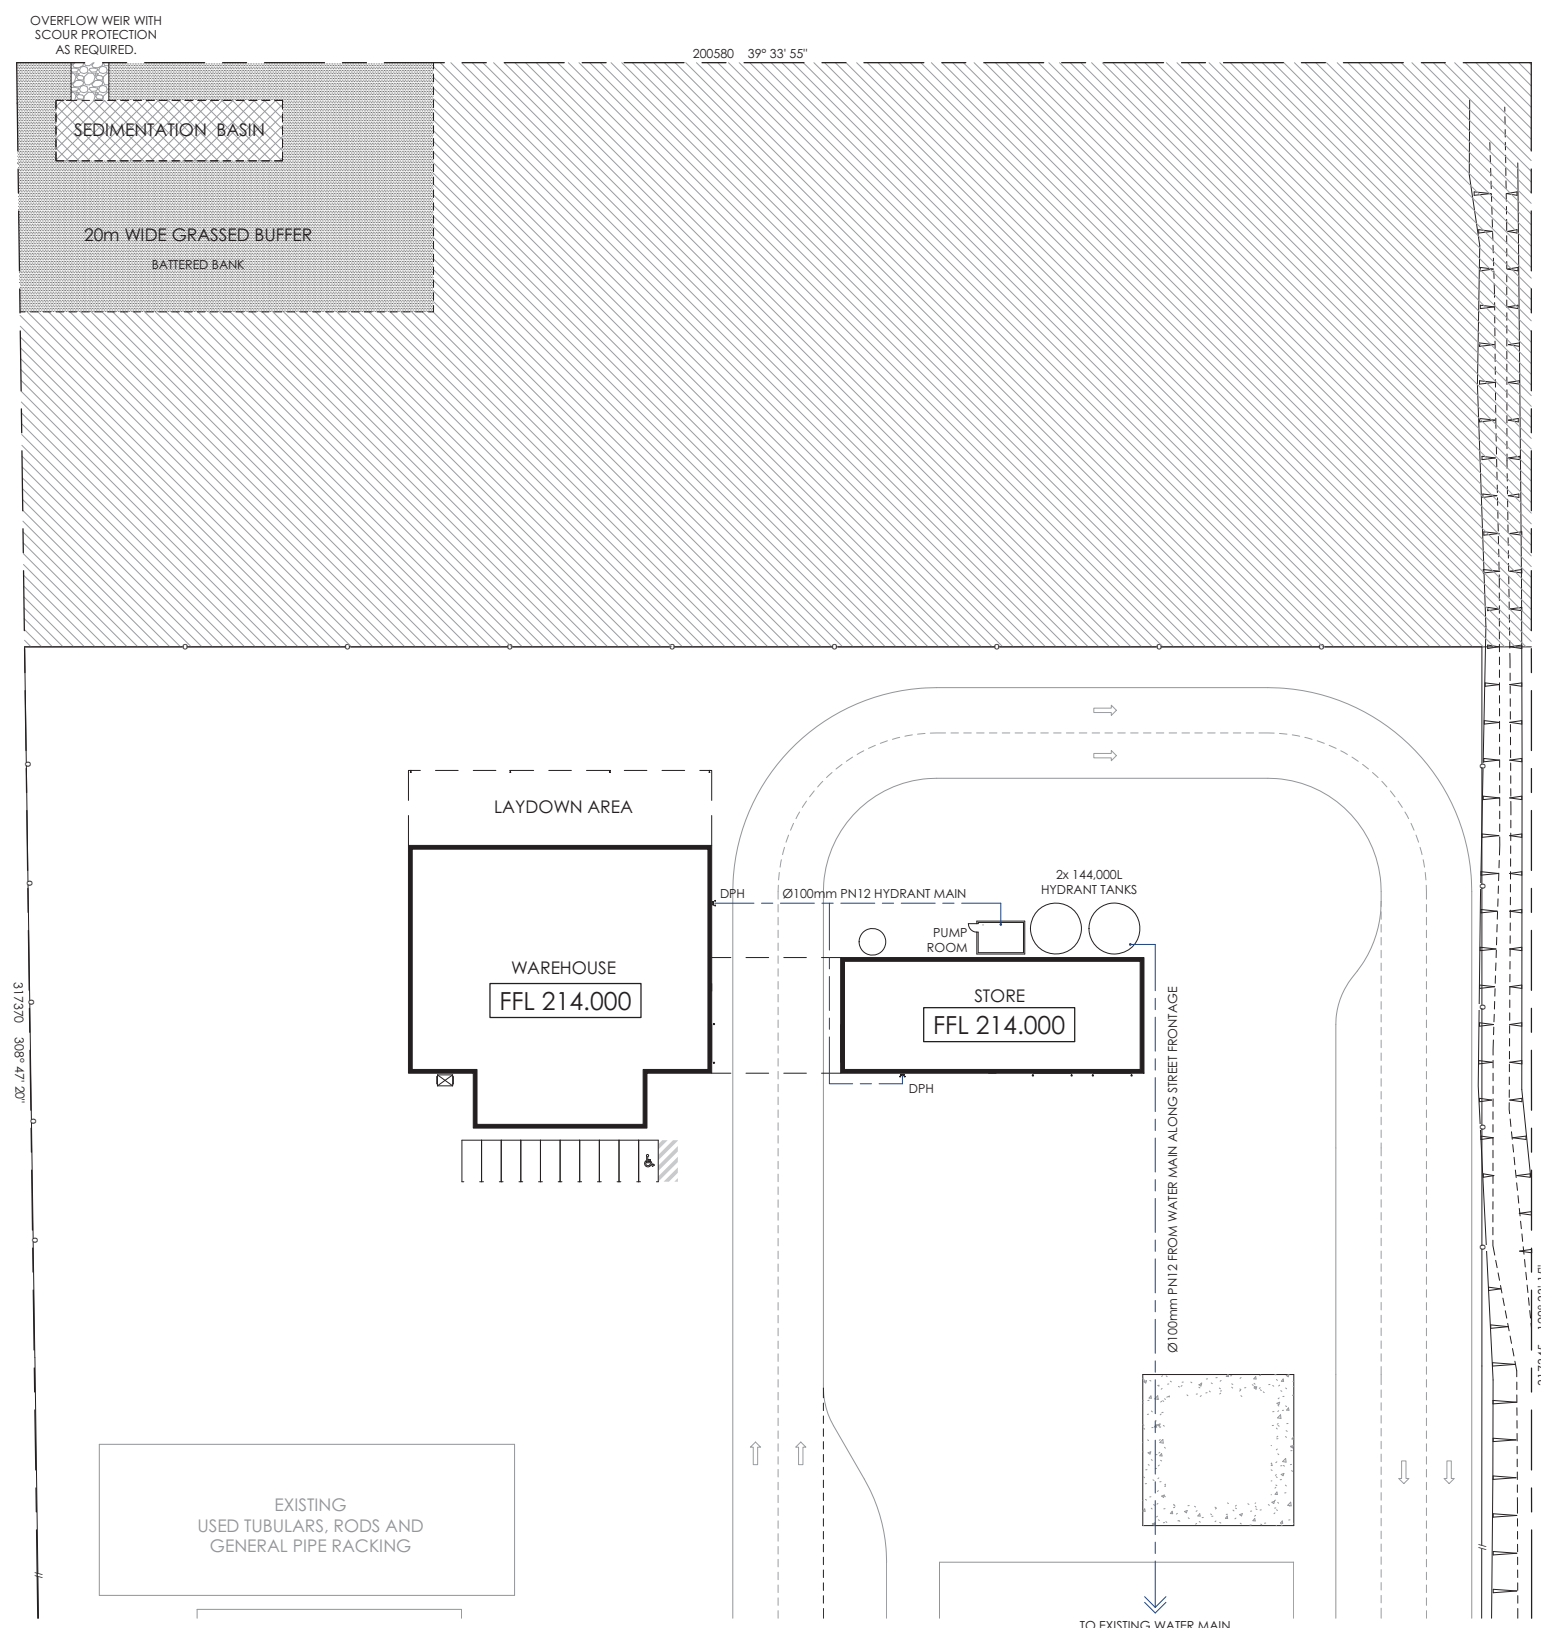 OVERFLOW WEIR WITH
SCOUR PROTECTION
AS REQUIRED.
200580 39° 33' 55"
SEDIMENTATION BASIN
20m WIDE GRASSED BUFFER
BATTERED BANK
LAYDOWN AREA
DPH
Ø100mm PN12 HYDRANT MAIN
2x 144,000L
HYDRANT TANKS
PUMP
ROOM
WAREHOUSE
FFL 214.000
STORE
FFL 214.000
DPH
Ø100mm PN12 FROM WATER MAIN ALONG STREET FRONTAGE
317370 308° 47' 20"
EXISTING
USED TUBULARS, RODS AND
GENERAL PIPE RACKING
TO EXISTING WATER MAIN